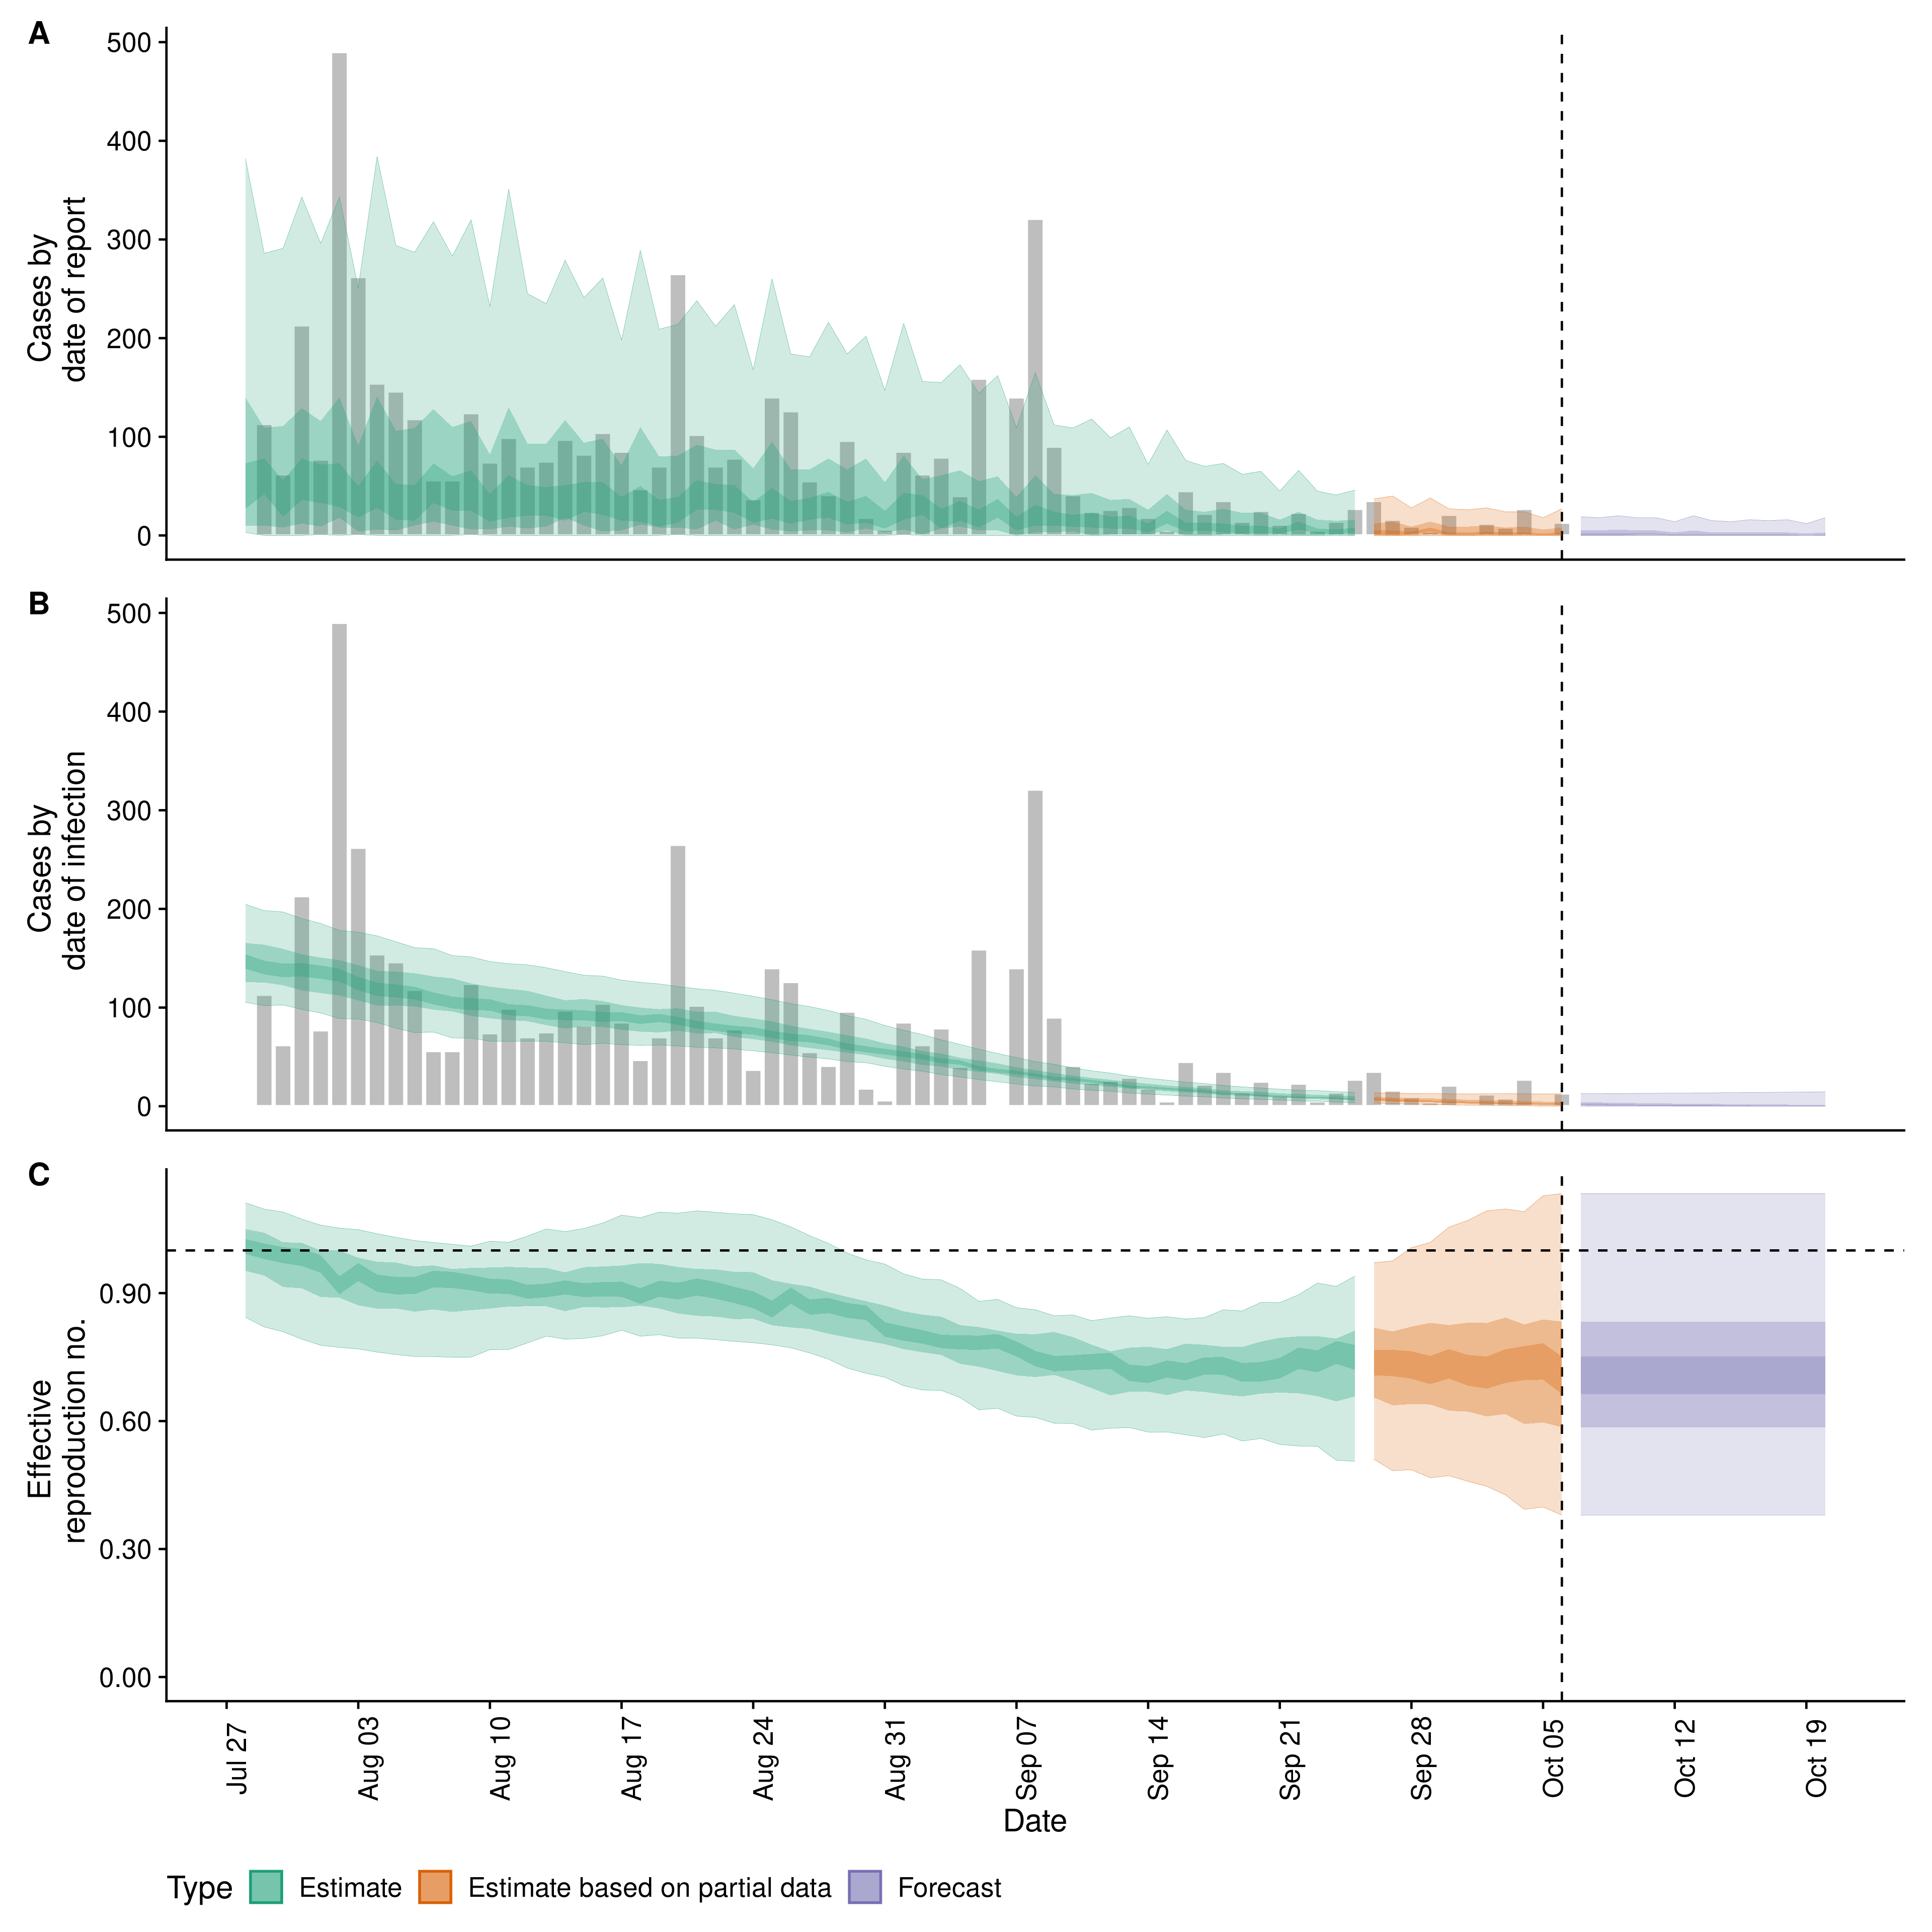 A
500
400
300
200
100
0
Cases by
date of report
B
500
400
300
200
100
0
Cases by
date of infection
C
0.90
0.60
0.30
0.00
Effective
reproduction no.
Jul 27
Aug 03
Aug 10
Aug 17
Aug 24
Aug 31
Sep 07
Sep 14
Sep 21
Sep 28
Oct 05
Oct 12
Oct 19
Date
Type Estimate Estimate based on partial data Forecast